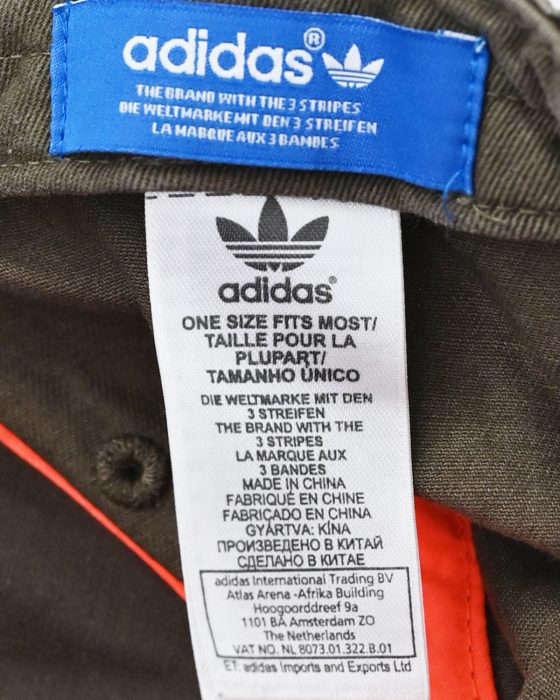 adidas®
THE BRAND WITH THE 3 STRIPES
DIE WELTMARKE MIT DEN 3 STREIFEN
LA MARQUE AUX 3 BANDES
adidas®
ONE SIZE FITS MOST/
TAILLE POUR LA
PLUPART/
TAMANHO ÚNICO
DIE WELTMARKE MIT DEN
3 STREIFEN
THE BRAND WITH THE
3 STRIPES
LA MARQUE AUX
3 BANDES
MADE IN CHINA
FABRIQUÉ EN CHINE
FABRICADO EN CHINA
GYÁRTVA: KÍNA
ПРОИЗВЕДЕНО В КИТАЙ
СДЕЛАНО В КИТАЕ
adidas International Trading BV
Atlas Arena -Afrika Building
Hoogoorddreef 9a
1101 BA Amsterdam ZO
The Netherlands
VAT NO. NL 8073.01.322.B.01
ET: adidas Imports and Exports Ltd